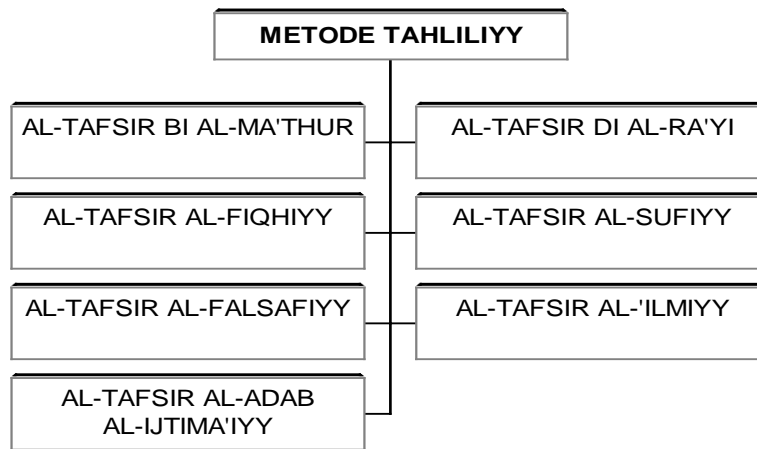 METODE TAHLILIYY
AL-TAFSIR BI AL-MA'THUR
AL-TAFSIR DI AL-RA'YI
AL-TAFSIR AL-FIQHIYY
AL-TAFSIR AL-SUFIYY
AL-TAFSIR AL-FALSAFIYY
AL-TAFSIR AL-'ILMIYY
AL-TAFSIR AL-ADAB
AL-IJTIMA'IYY